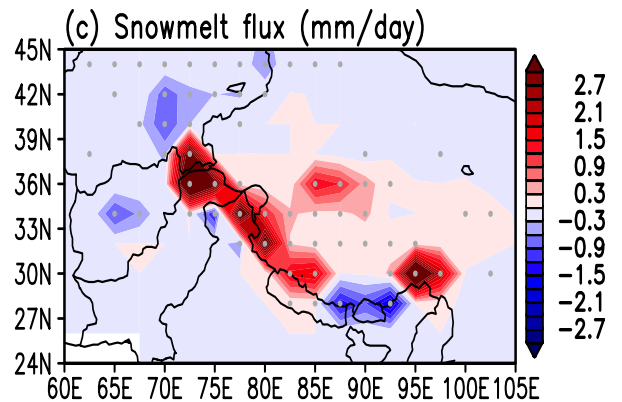 (c) Snowmelt flux (mm/day)
45N
42N
39N
36N
33N
30N
27N
24N
60E 65E 70E 75E 80E 85E 90E 95E 100E 105E
2.7
2.1
1.5
0.9
0.3
−0.3
−0.9
−1.5
−2.1
−2.7